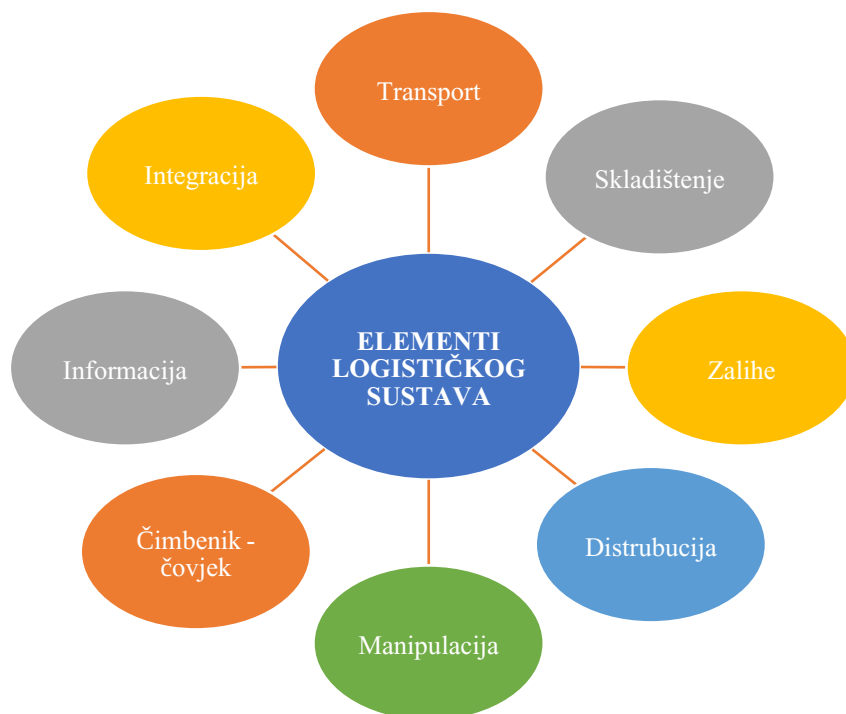 Transport
Integracija
Skladištenje
ELEMENTI
LOGISTIČKOG
SUSTAVA
Informacija
Zalihe
Čimbenik -
čovjek
Distrubucija
Manipulacija